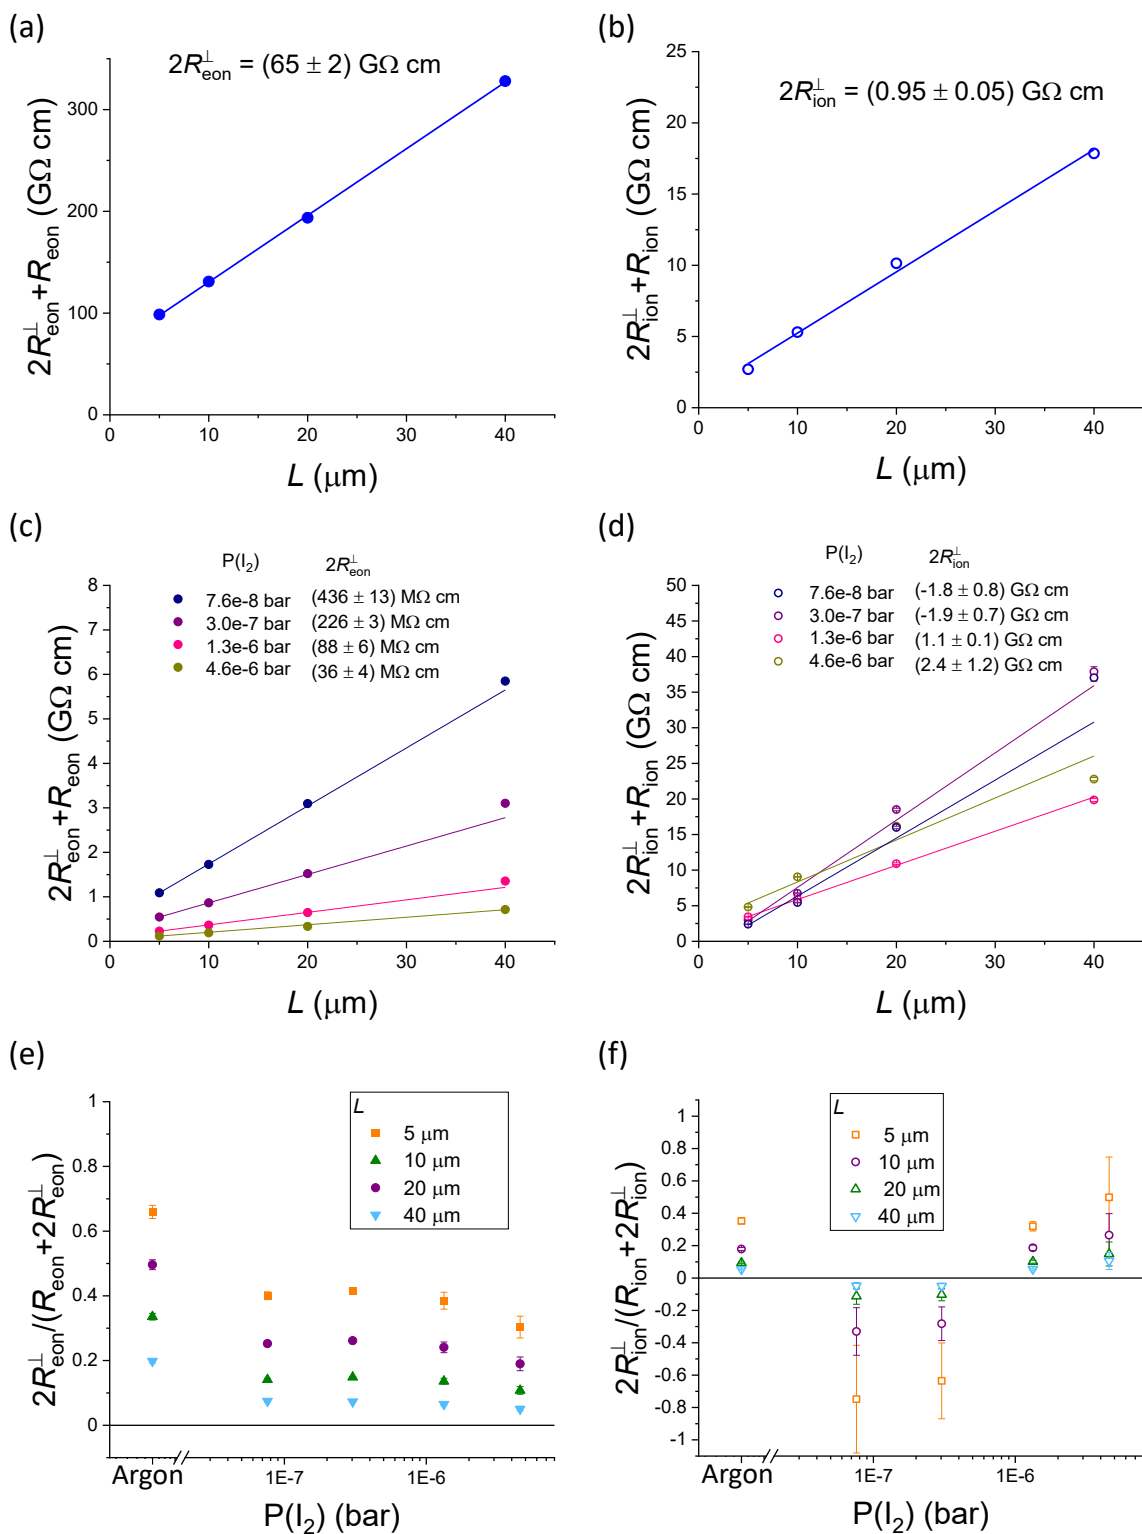 (a)
2R⊥eon = (65 ± 2) GΩ cm
2R⊥eon+Reon (GΩ cm)
300
200
100
0
0 10 20 30 40
L (μm)
(b)
2R⊥ion = (0.95 ± 0.05) GΩ cm
2R⊥ion+Rion (GΩ cm)
25
20
15
10
5
0
0 10 20 30 40
L (μm)
(c)
P(I2) 2R⊥eon
7.6e-8 bar (436 ± 13) MΩ cm
3.0e-7 bar (226 ± 3) MΩ cm
1.3e-6 bar (88 ± 6) MΩ cm
4.6e-6 bar (36 ± 4) MΩ cm
2R⊥eon+Reon (GΩ cm)
8
7
6
5
4
3
2
1
0
0 10 20 30 40
L (μm)
(d)
P(I2) 2R⊥ion
7.6e-8 bar (-1.8 ± 0.8) GΩ cm
3.0e-7 bar (-1.9 ± 0.7) GΩ cm
1.3e-6 bar (1.1 ± 0.1) GΩ cm
4.6e-6 bar (2.4 ± 1.2) GΩ cm
2R⊥ion+Rion (GΩ cm)
50
45
40
35
30
25
20
15
10
5
0
0 10 20 30 40
L (μm)
(e)
2R⊥eon/(Reon+2R⊥eon)
1
0.8
0.6
0.4
0.2
0
L
5 μm
10 μm
20 μm
40 μm
Argon 1E-7 1E-6
P(I2) (bar)
(f)
2R⊥ion/(Rion+2R⊥ion)
1
0.8
0.6
0.4
0.2
0
-0.2
-0.4
-0.6
-0.8
-1
L
5 μm
10 μm
20 μm
40 μm
Argon 1E-7 1E-6
P(I2) (bar)